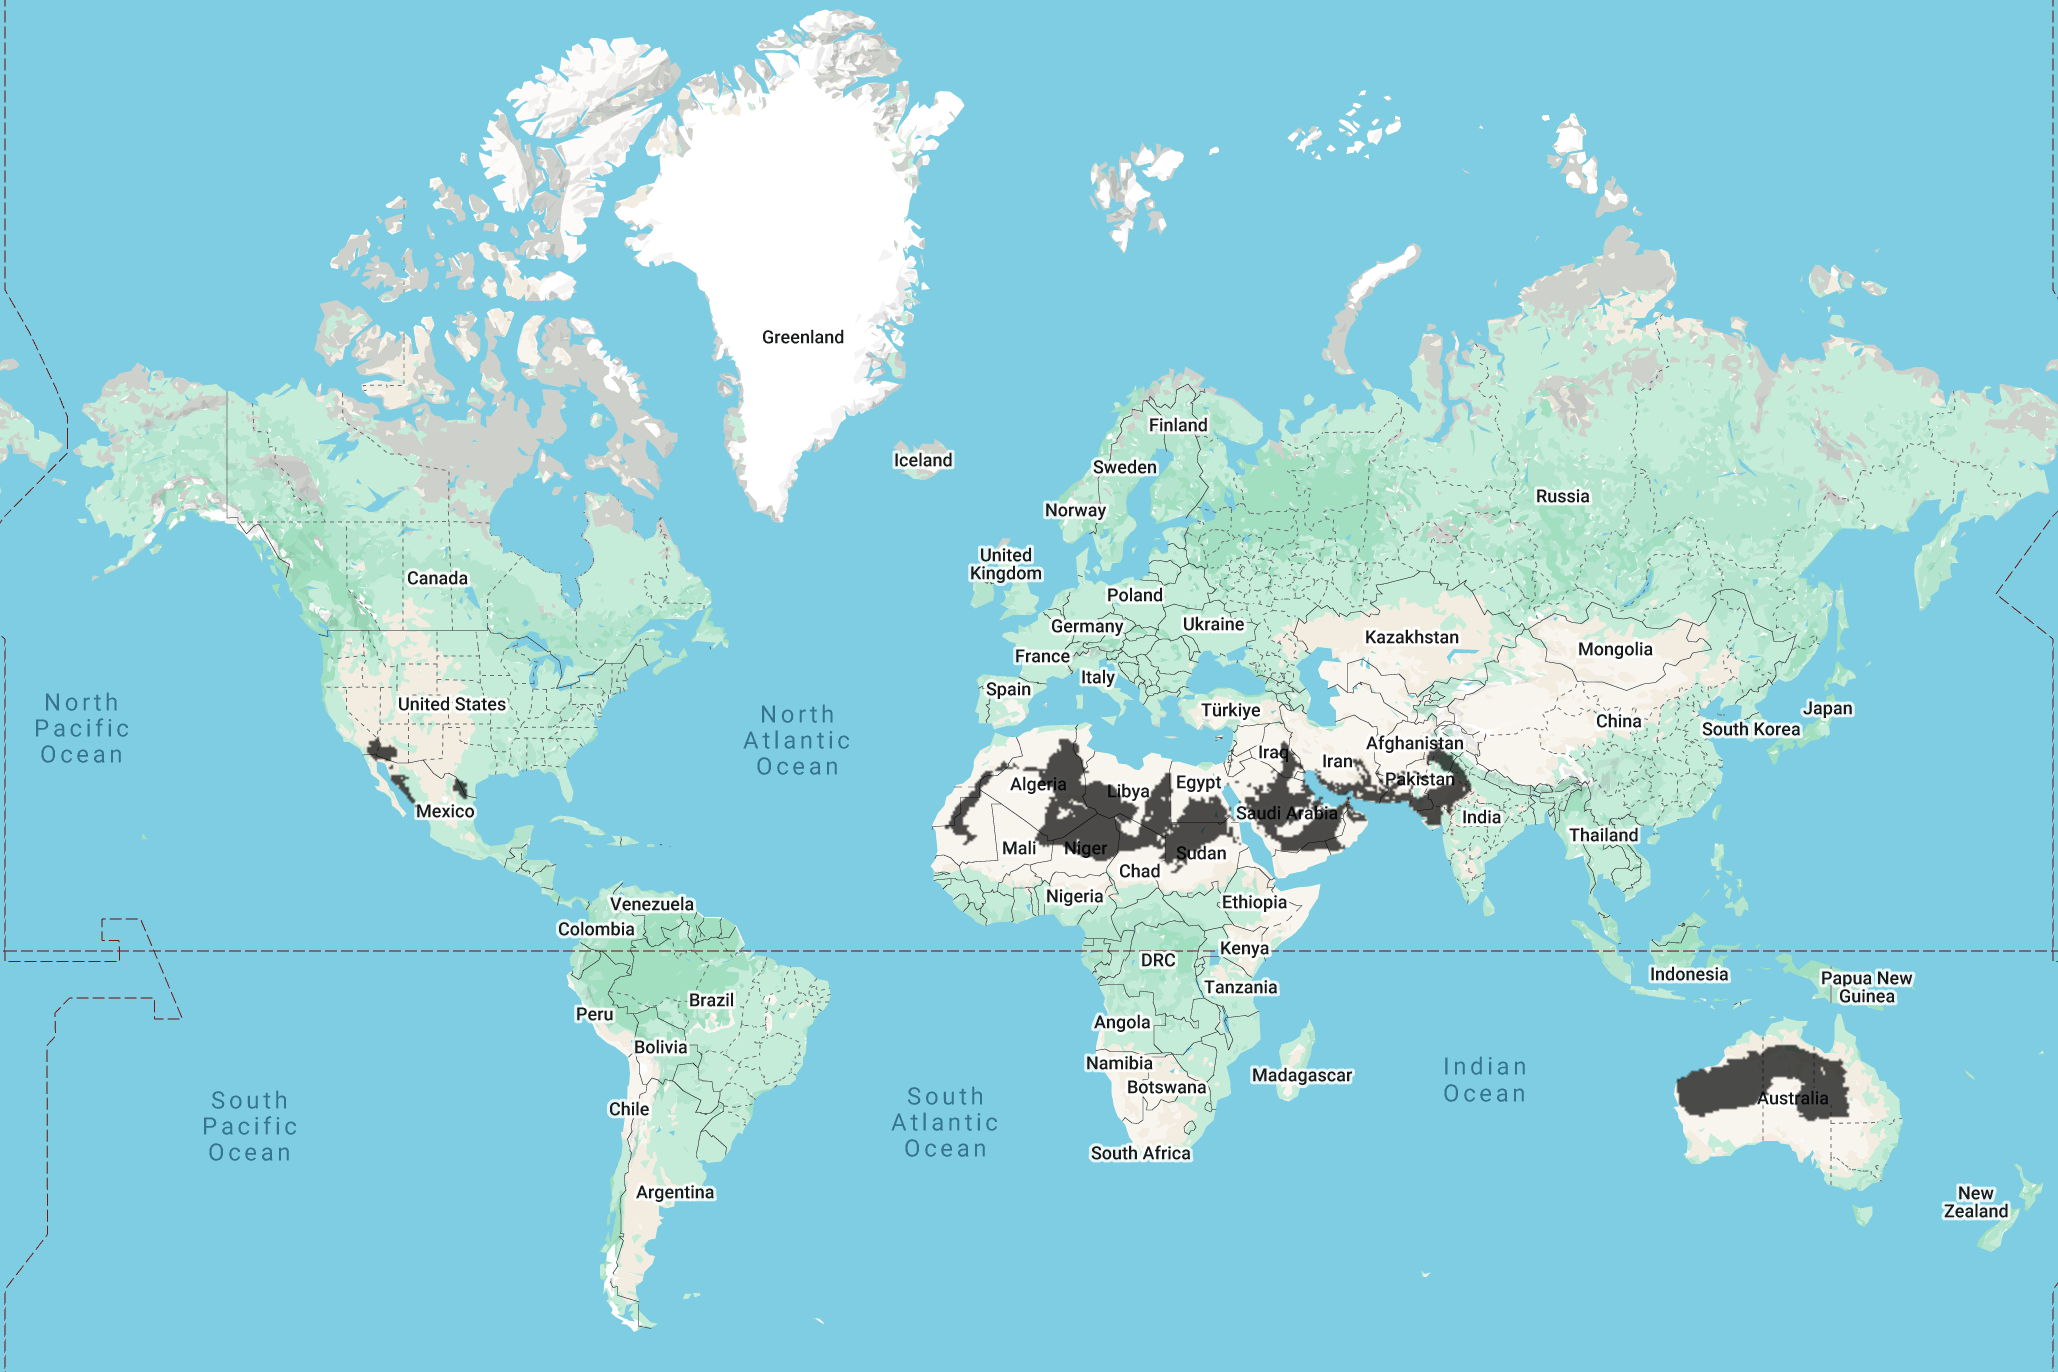 Greenland
Iceland
Finland
Sweden
Norway
Russia
United
Kingdom
Canada
Poland
Germany
Ukraine
Kazakhstan
Mongolia
France
Italy
Spain
United States
North
Pacific
Ocean
North
Atlantic
Ocean
Türkiye
China
Japan
South Korea
Afghanistan
Iraq
Iran
Pakistan
Algeria
Libya
Egypt
Mexico
Saudi Arabia
India
Thailand
Mali
Niger
Sudan
Chad
Nigeria
Ethiopia
Venezuela
Colombia
Kenya
DRC
Indonesia
Papua New
Guinea
Tanzania
Brazil
Peru
Angola
Bolivia
Namibia
Botswana
Madagascar
Indian
Ocean
Australia
Chile
South
Pacific
Ocean
South
Atlantic
Ocean
South Africa
Argentina
New
Zealand